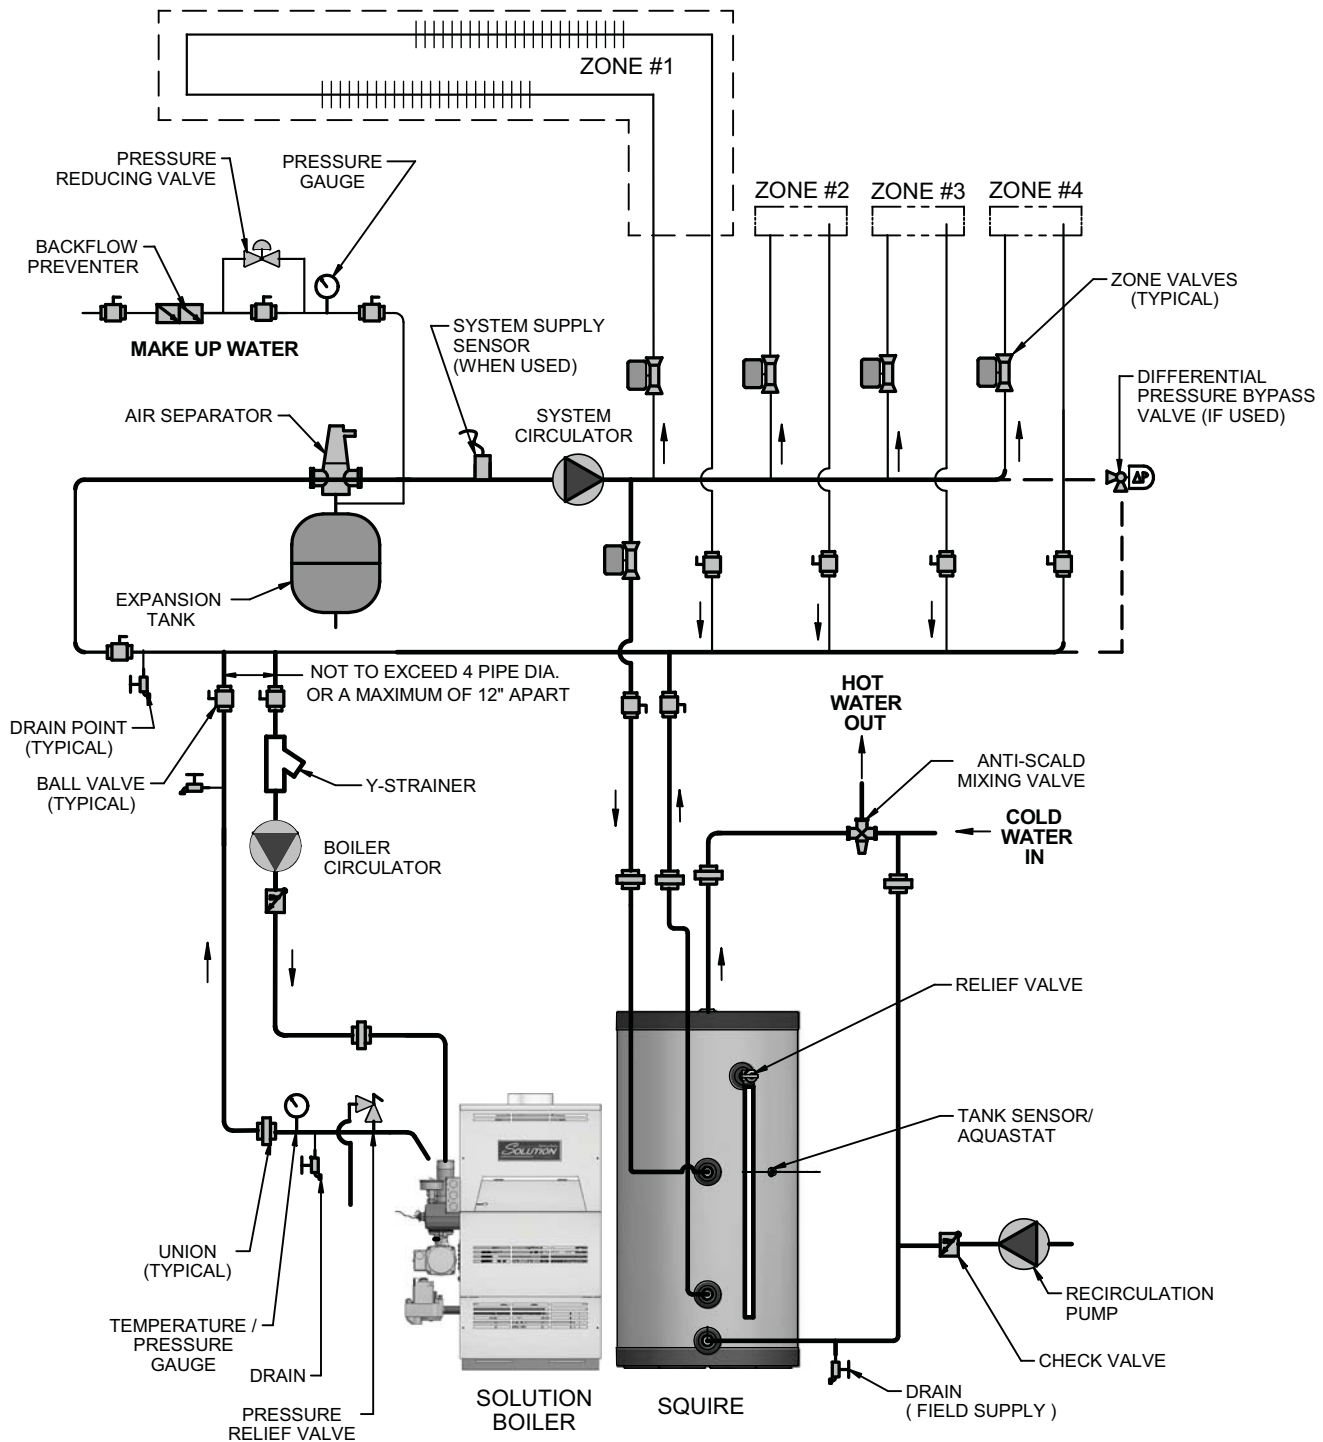 ZONE #1
PRESSURE
REDUCING VALVE
PRESSURE
GAUGE
ZONE #2
ZONE #3
ZONE #4
BACKFLOW
PREVENTER
ZONE VALVES
(TYPICAL)
MAKE UP WATER
SYSTEM SUPPLY
SENSOR
(WHEN USED)
DIFFERENTIAL
PRESSURE BYPASS
VALVE (IF USED)
AIR SEPARATOR
SYSTEM
CIRCULATOR
ΔP
EXPANSION
TANK
NOT TO EXCEED 4 PIPE DIA.
OR A MAXIMUM OF 12" APART
HOT
WATER
OUT
DRAIN POINT
(TYPICAL)
BALL VALVE
(TYPICAL)
Y-STRAINER
ANTI-SCALD
MIXING VALVE
COLD
WATER
IN
BOILER
CIRCULATOR
RELIEF VALVE
TANK SENSOR/
AQUASTAT
SOLUTION
UNION
(TYPICAL)
TEMPERATURE /
PRESSURE
GAUGE
DRAIN
PRESSURE
RELIEF VALVE
RECIRCULATION
PUMP
CHECK VALVE
DRAIN
( FIELD SUPPLY )
SOLUTION
BOILER
SQUIRE